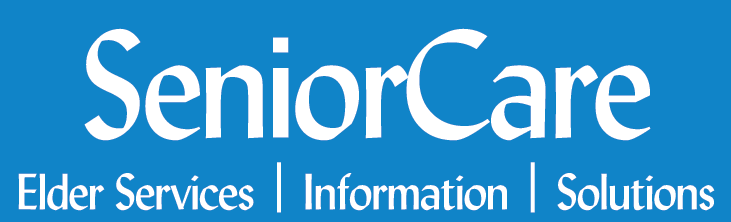 SeniorCare
Elder Services | Information | Solutions